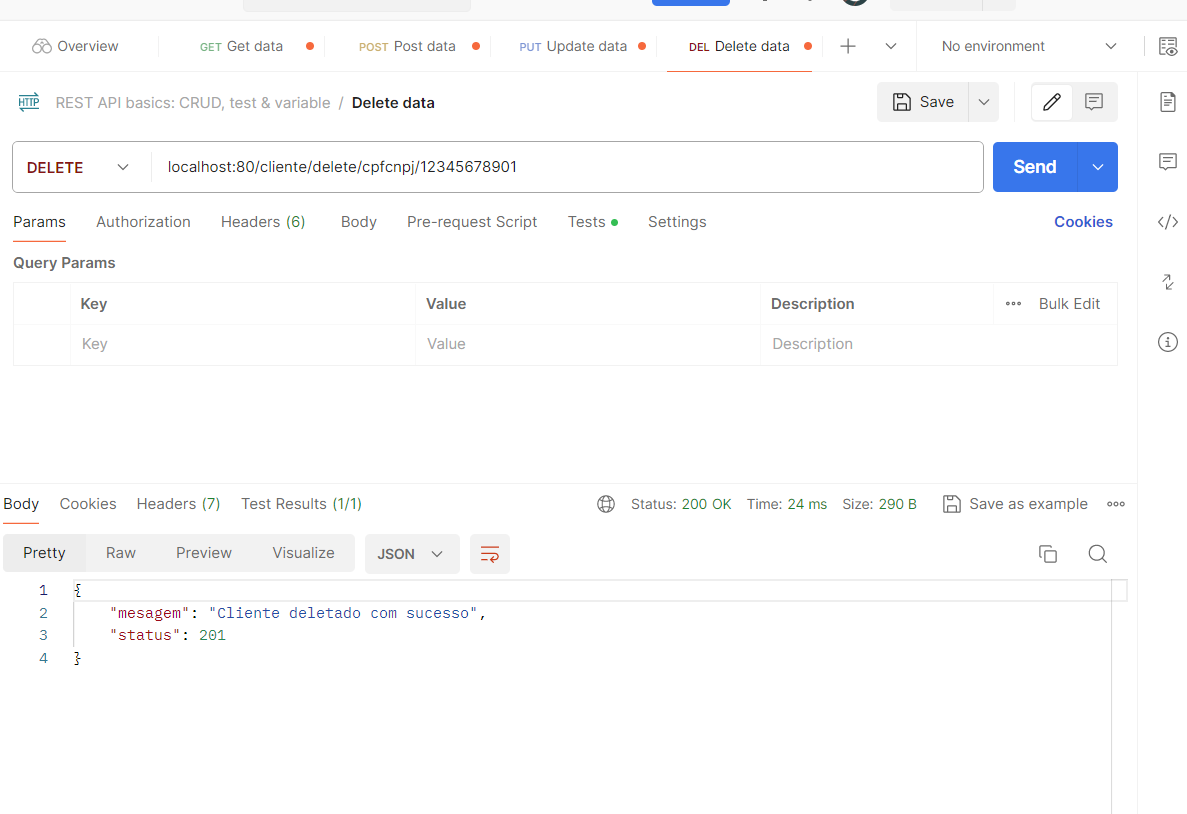 Overview GET Get data POST Post data PUT Update data DEL Delete data No environment
HTTP REST API basics: CRUD, test & variable / Delete data Save
DELETE localhost:80/cliente/delete/cpfcnpj/12345678901 Send
Params Authorization Headers (6) Body Pre-request Script Tests Settings Cookies
Query Params
Key Value Description Bulk Edit
Key Value Description
Body Cookies Headers (7) Test Results (1/1) Status: 200 OK Time: 24 ms Size: 290 B Save as example
Pretty Raw Preview Visualize JSON
1 {
2 "mesagem": "Cliente deletado com sucesso",
3 "status": 201
4 }